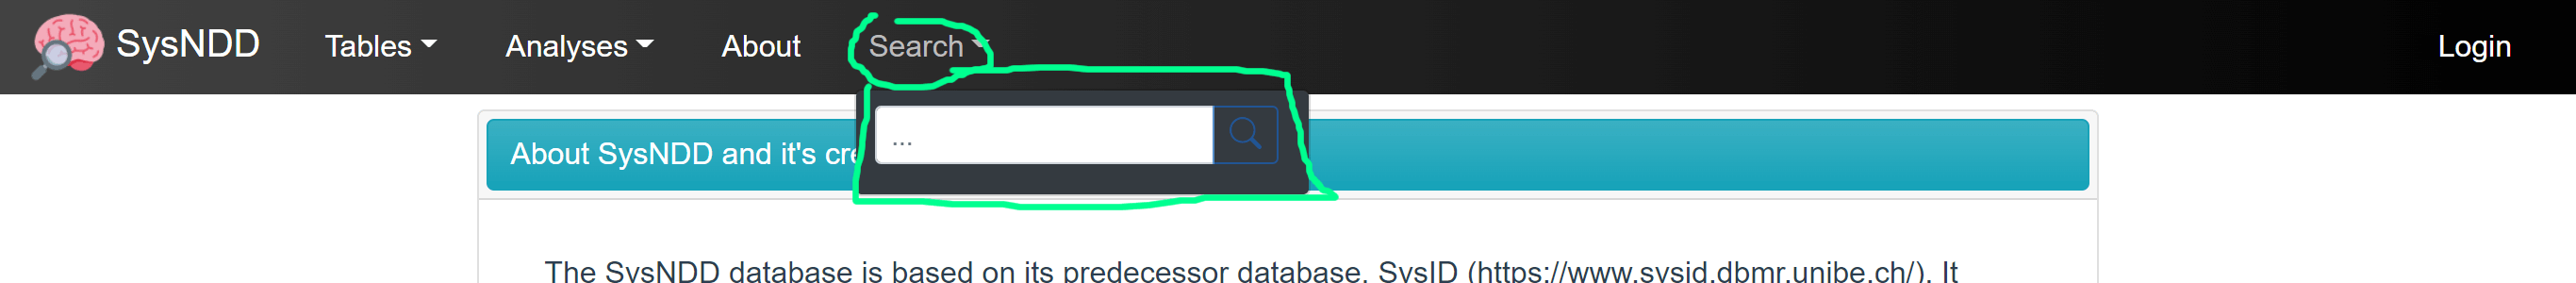 SysNDD Tables Analyses About Search Login
...
About SysNDD and it's cre
The SysNDD database is based on its predecessor database, SysID (https://www.sysid.dbmr.unibe.ch/). It